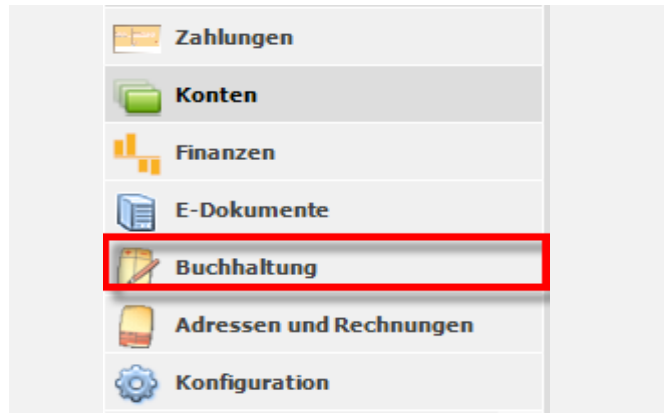 Zahlungen
Konten
Finanzen
E-Dokumente
Buchhaltung
Adressen und Rechnungen
Konfiguration